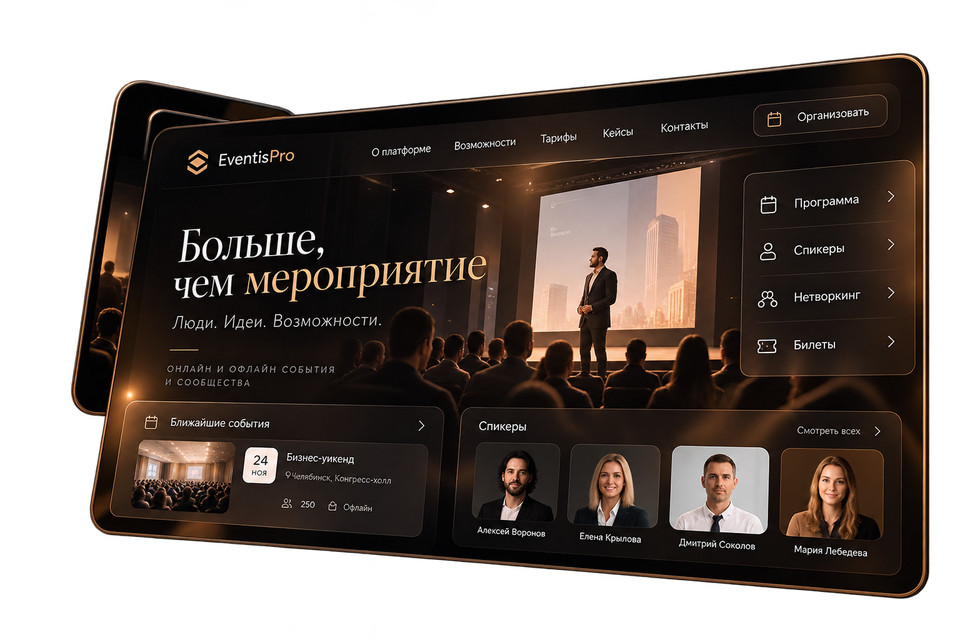 EventisPro
О платформе
Возможности
Тарифы
Кейсы
Контакты
Организовать
Больше,
чем мероприятие
Люди. Идеи. Возможности.
ОНЛАЙН И ОФЛАЙН СОБЫТИЯ
И СООБЩЕСТВА
Программа
Спикеры
Нетворкинг
Билеты
Ближайшие события
24
НОЯ
Бизнес-уикенд
Челябинск, Конгресс-холл
250
Офлайн
Спикеры
Смотреть всех
Алексей Воронов
Елена Крылова
Дмитрий Соколов
Мария Лебедева